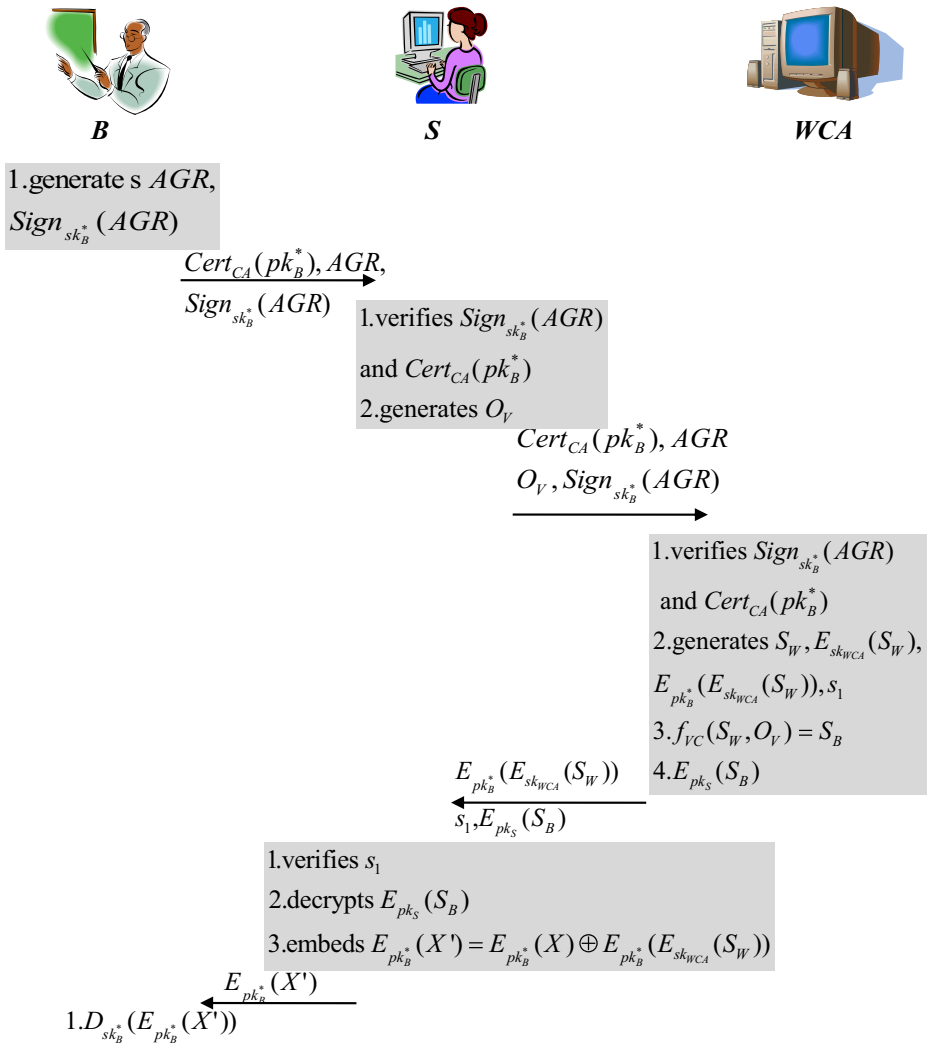 B
S
WCA
1.generate s AGR,
Sign_{sk_B^*}(AGR)
Cert_{CA}(pk_B^*), AGR,
Sign_{sk_B^*}(AGR)
1.verifies Sign_{sk_B^*}(AGR)
and Cert_{CA}(pk_B^*)
2.generates O_V
Cert_{CA}(pk_B^*), AGR
O_V, Sign_{sk_B^*}(AGR)
1.verifies Sign_{sk_B^*}(AGR)
and Cert_{CA}(pk_B^*)
2.generates S_W, E_{sk_{WCA}}(S_W),
E_{pk_B^*}(E_{sk_{WCA}}(S_W)), s_1
3.f_{VC}(S_W, O_V) = S_B
4.E_{pk_S}(S_B)
E_{pk_B^*}(E_{sk_{WCA}}(S_W))
s_1, E_{pk_S}(S_B)
1.verifies s_1
2.decrypts E_{pk_S}(S_B)
3.embeds E_{pk_B^*}(X') = E_{pk_B^*}(X) ⊕ E_{pk_B^*}(E_{sk_{WCA}}(S_W))
E_{pk_B^*}(X')
1.D_{sk_B^*}(E_{pk_B^*}(X'))